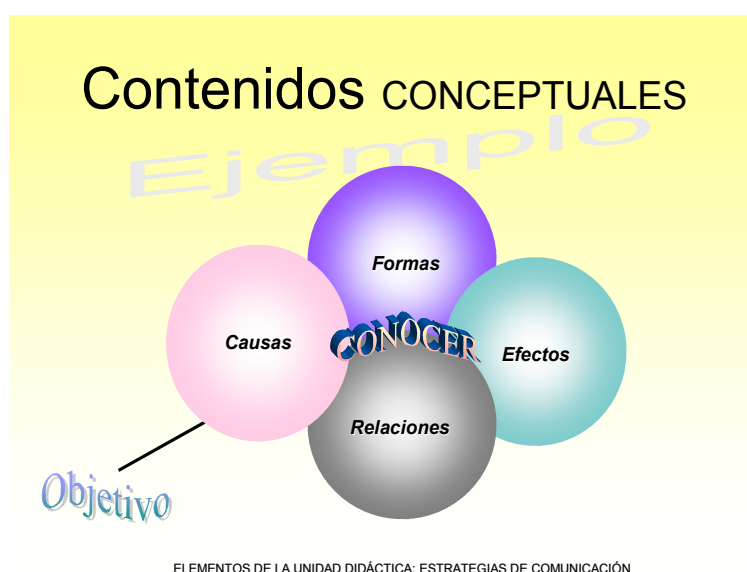 Contenidos CONCEPTUALES
Ejemplo
Formas
Causas
CONOCER
Efectos
Relaciones
Objetivo
ELEMENTOS DE LA UNIDAD DIDÁCTICA: ESTRATEGIAS DE COMUNICACIÓN